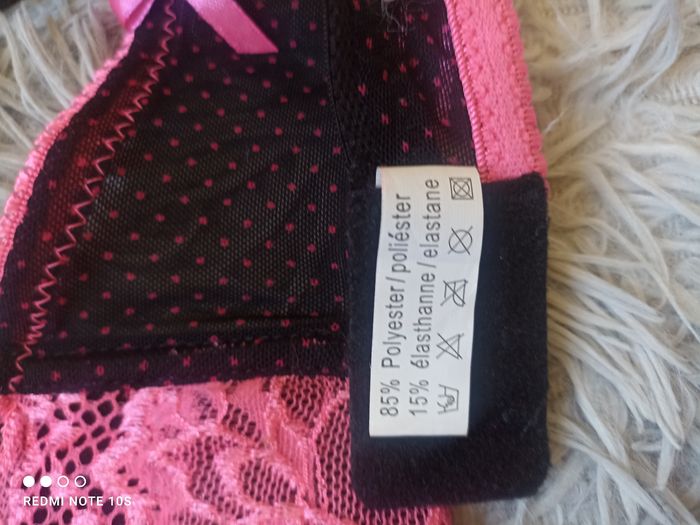 85% Polyester/poliéster
15% élasthanne/elastane
REDMI NOTE 10S